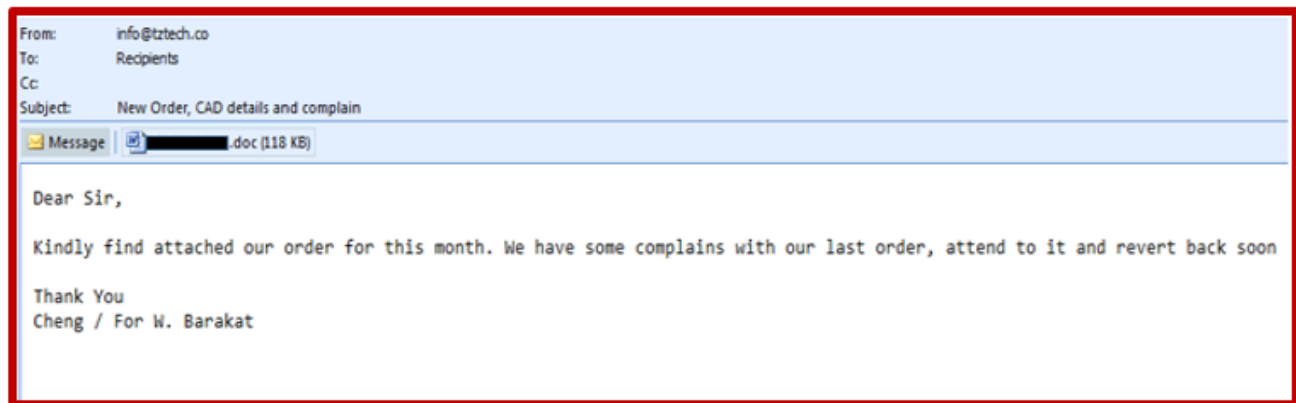 From: info@tztech.co
To: Recipients
Cc:
Subject: New Order, CAD details and complain
Message .doc (118 KB)
Dear Sir,
Kindly find attached our order for this month. We have some complains with our last order, attend to it and revert back soon
Thank You
Cheng / For W. Barakat